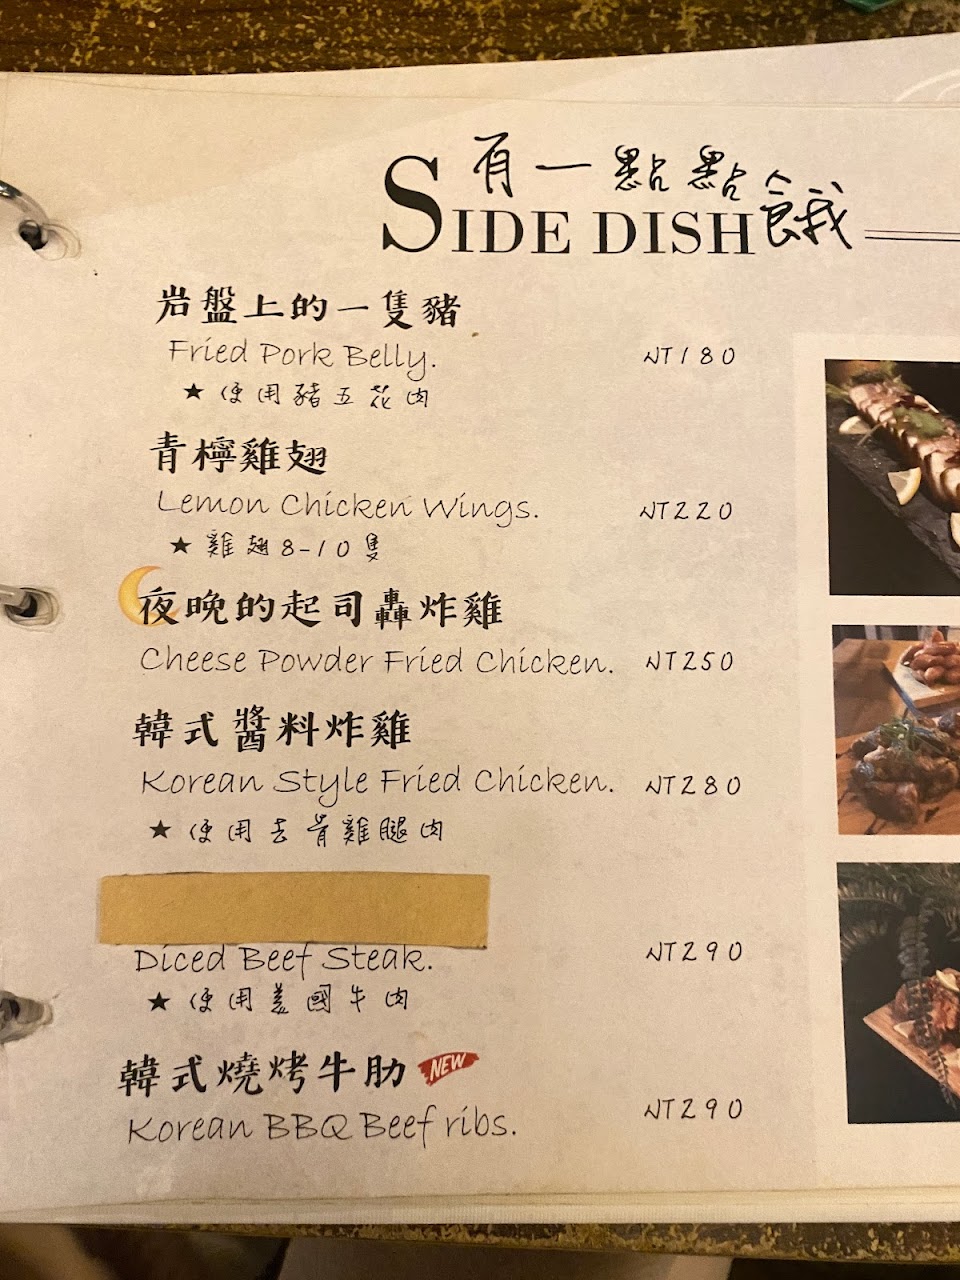 有一點點餓
SIDE DISH
岩盤上的一隻豬
Fried Pork Belly.
NT180
★ 使用豬五花肉
青檸雞翅
Lemon Chicken Wings.
NT220
★ 雞翅8-10隻
夜晚的起司轟炸雞
Cheese Powder Fried Chicken.
NT250
韓式醬料炸雞
Korean Style Fried Chicken.
NT280
★ 使用去骨雞腿肉
Diced Beef Steak.
NT290
★ 使用美國牛肉
韓式燒烤牛肋 NEW
Korean BBQ Beef ribs.
NT290